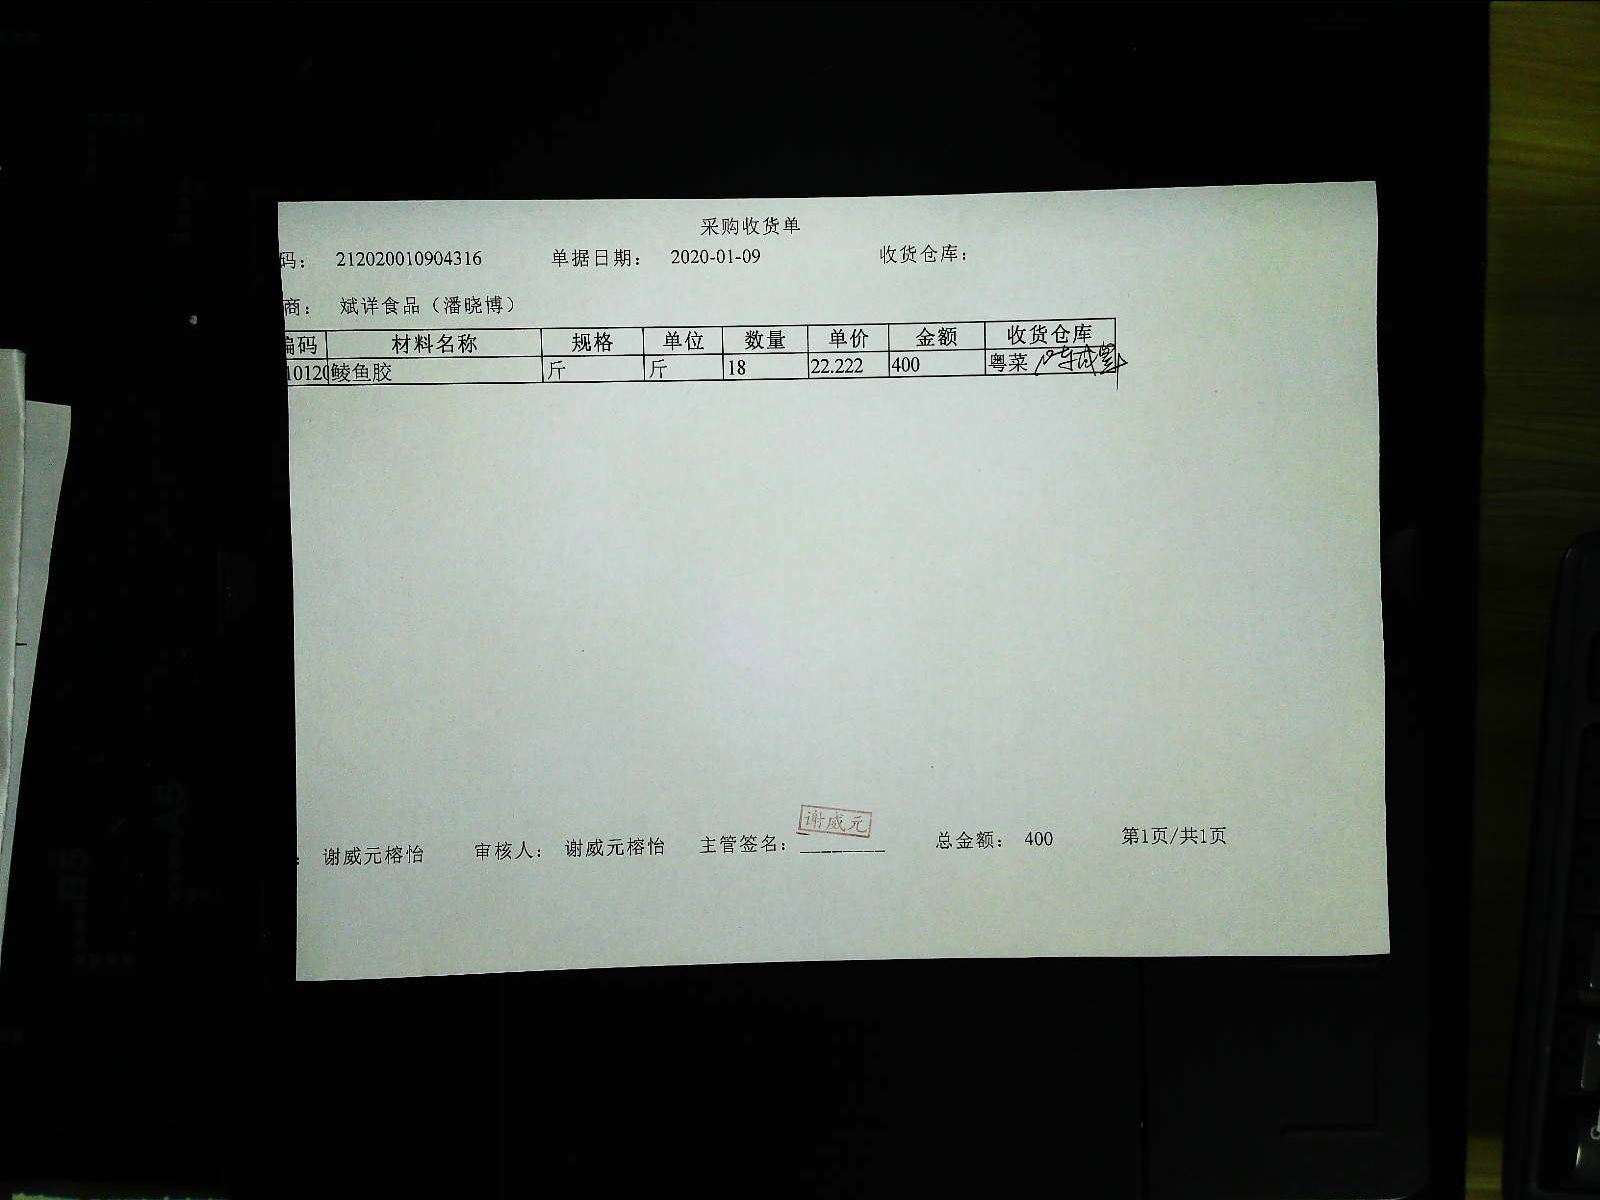 采购收货单
码： 212020010904316 单据日期： 2020-01-09 收货仓库：
商： 斌详食品（潘晓博）
编码 材料名称 规格 单位 数量 单价 金额 收货仓库
10120 鲮鱼胶 斤 斤 18 22.222 400 粤菜
谢威元
： 谢威元榕怡 审核人： 谢威元榕怡 主管签名： 总金额： 400 第1页/共1页